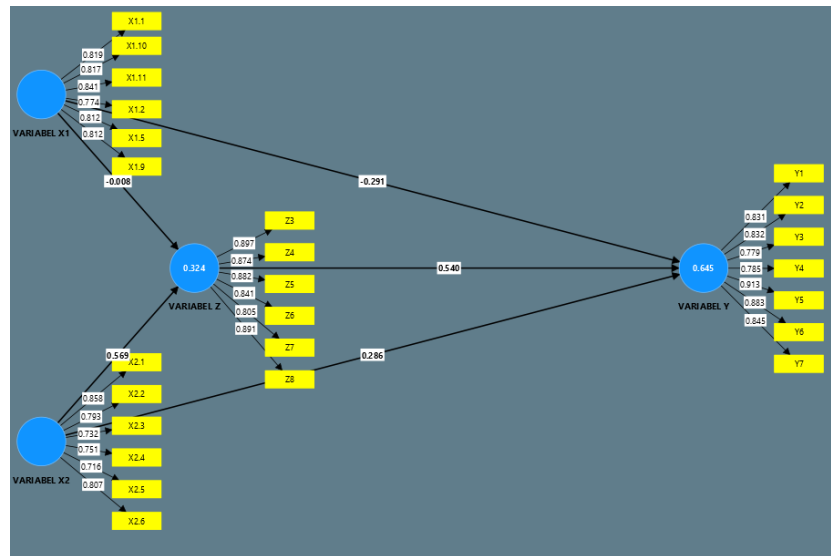 X1.1
X1.10
X1.11
X1.2
X1.5
X1.9
0.819
0.817
0.841
0.774
0.812
0.812
VARIABEL X1
-0.008
-0.291
Z3
Z4
Z5
Z6
Z7
Z8
0.897
0.874
0.882
0.841
0.805
0.891
0.324
VARIABEL Z
0.540
0.645
VARIABEL Y
Y1
Y2
Y3
Y4
Y5
Y6
Y7
0.831
0.832
0.779
0.785
0.913
0.883
0.845
0.569
0.286
X2.1
X2.2
X2.3
X2.4
X2.5
X2.6
0.858
0.793
0.732
0.751
0.716
0.807
VARIABEL X2